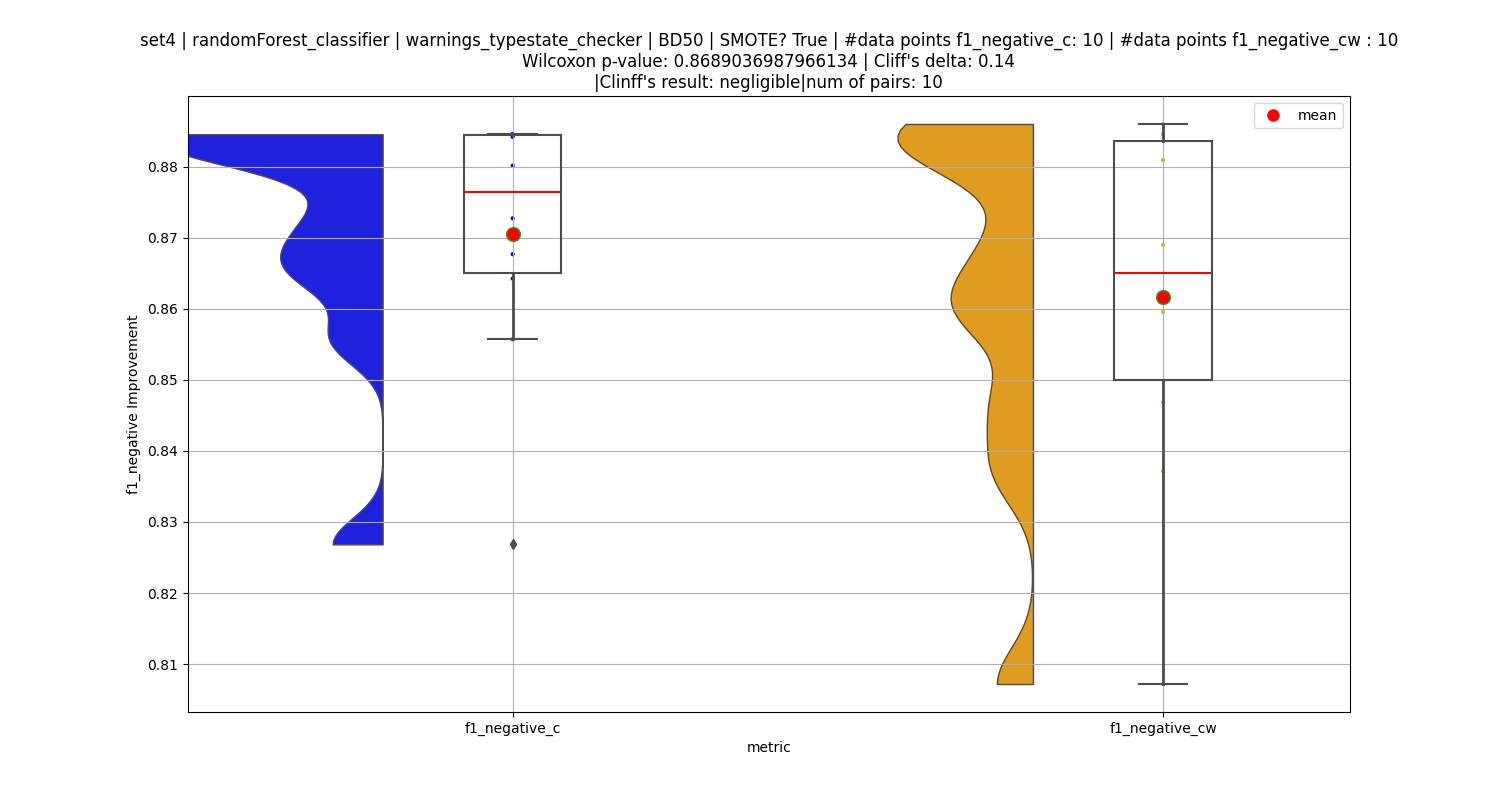 set4 | randomForest_classifier | warnings_typestate_checker | BD50 | SMOTE? True | #data points f1_negative_c: 10 | #data points f1_negative_cw : 10
Wilcoxon p-value: 0.8689036987966134 | Cliff's delta: 0.14
|Clinff's result: negligible|num of pairs: 10
mean
0.88
0.87
0.86
0.85
0.84
0.83
0.82
0.81
f1_negative Improvement
f1_negative_c
f1_negative_cw
metric